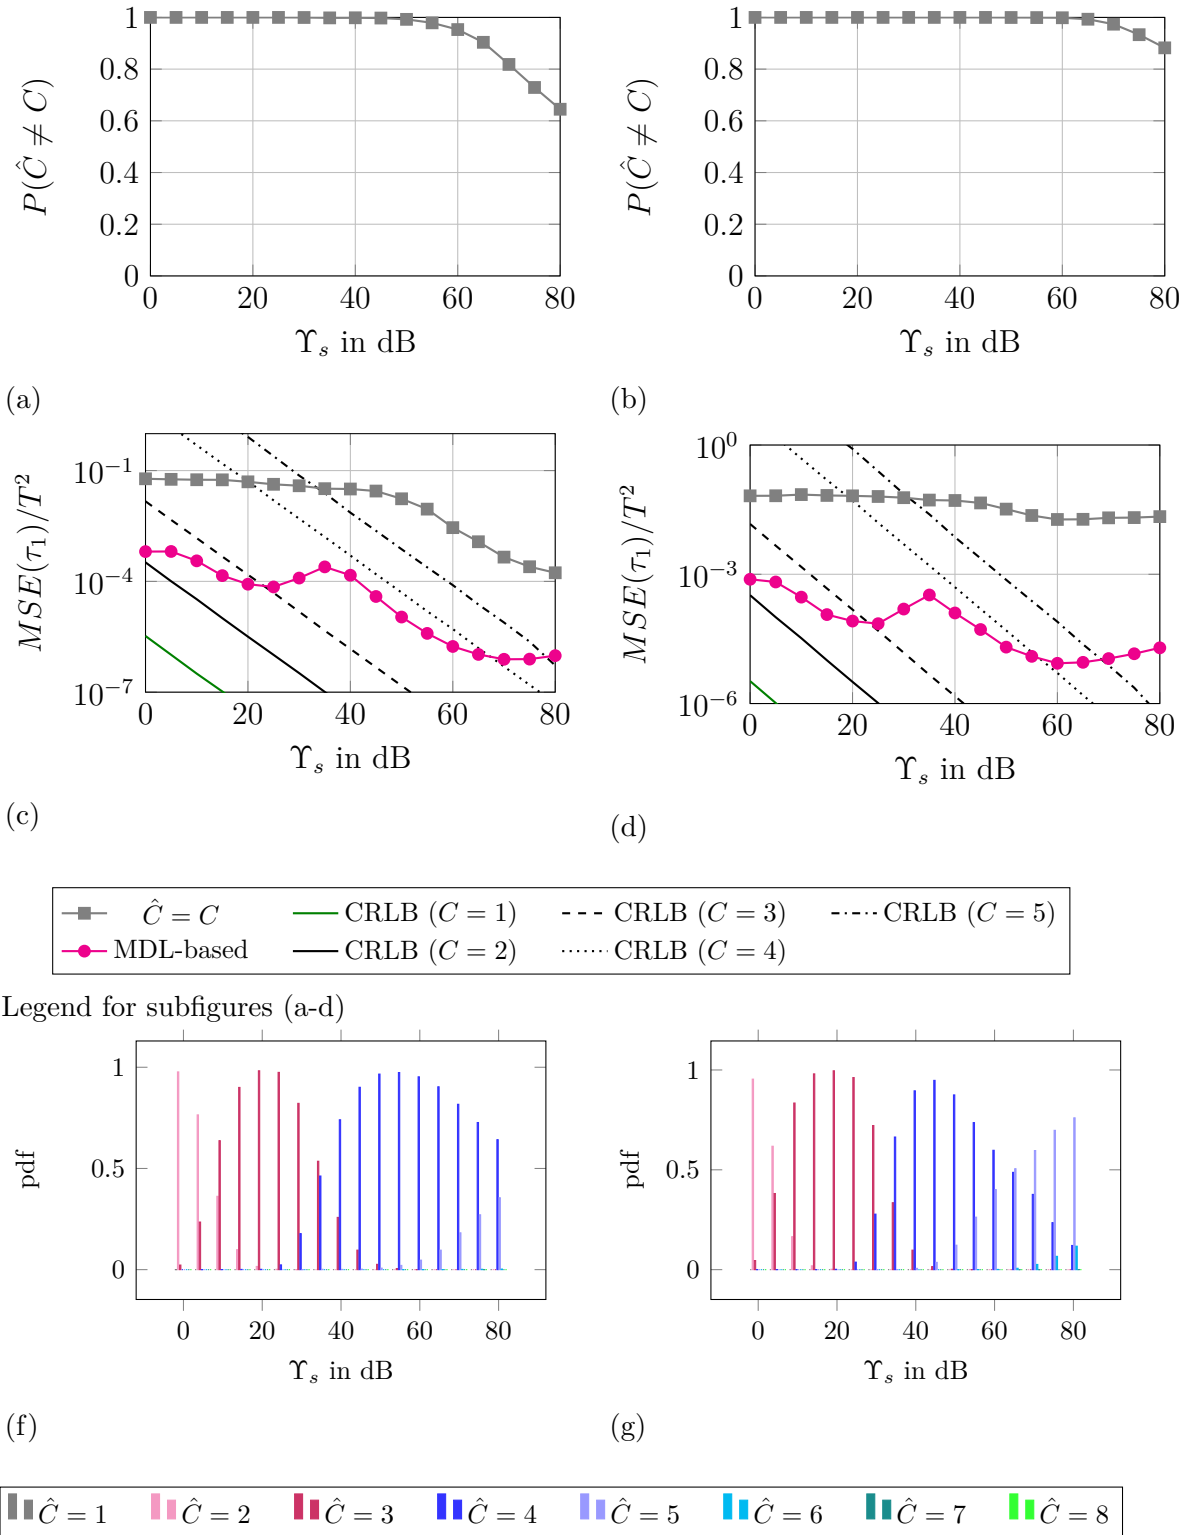 1
0.8
0.6
0.4
0.2
0
P(Ĉ ≠ C)
0 20 40 60 80
ϒ_s in dB
(a)
1
0.8
0.6
0.4
0.2
0
P(Ĉ ≠ C)
0 20 40 60 80
ϒ_s in dB
(b)
10^−1
10^−4
10^−7
MSE(τ_1)/T^2
0 20 40 60 80
ϒ_s in dB
(c)
10^0
10^−3
10^−6
MSE(τ_1)/T^2
0 20 40 60 80
ϒ_s in dB
(d)
Ĉ = C CRLB (C = 1) CRLB (C = 3) CRLB (C = 5)
MDL-based CRLB (C = 2) CRLB (C = 4)
Legend for subfigures (a-d)
1
0.5
0
pdf
0 20 40 60 80
ϒ_s in dB
(f)
1
0.5
0
pdf
0 20 40 60 80
ϒ_s in dB
(g)
Ĉ = 1 Ĉ = 2 Ĉ = 3 Ĉ = 4 Ĉ = 5 Ĉ = 6 Ĉ = 7 Ĉ = 8